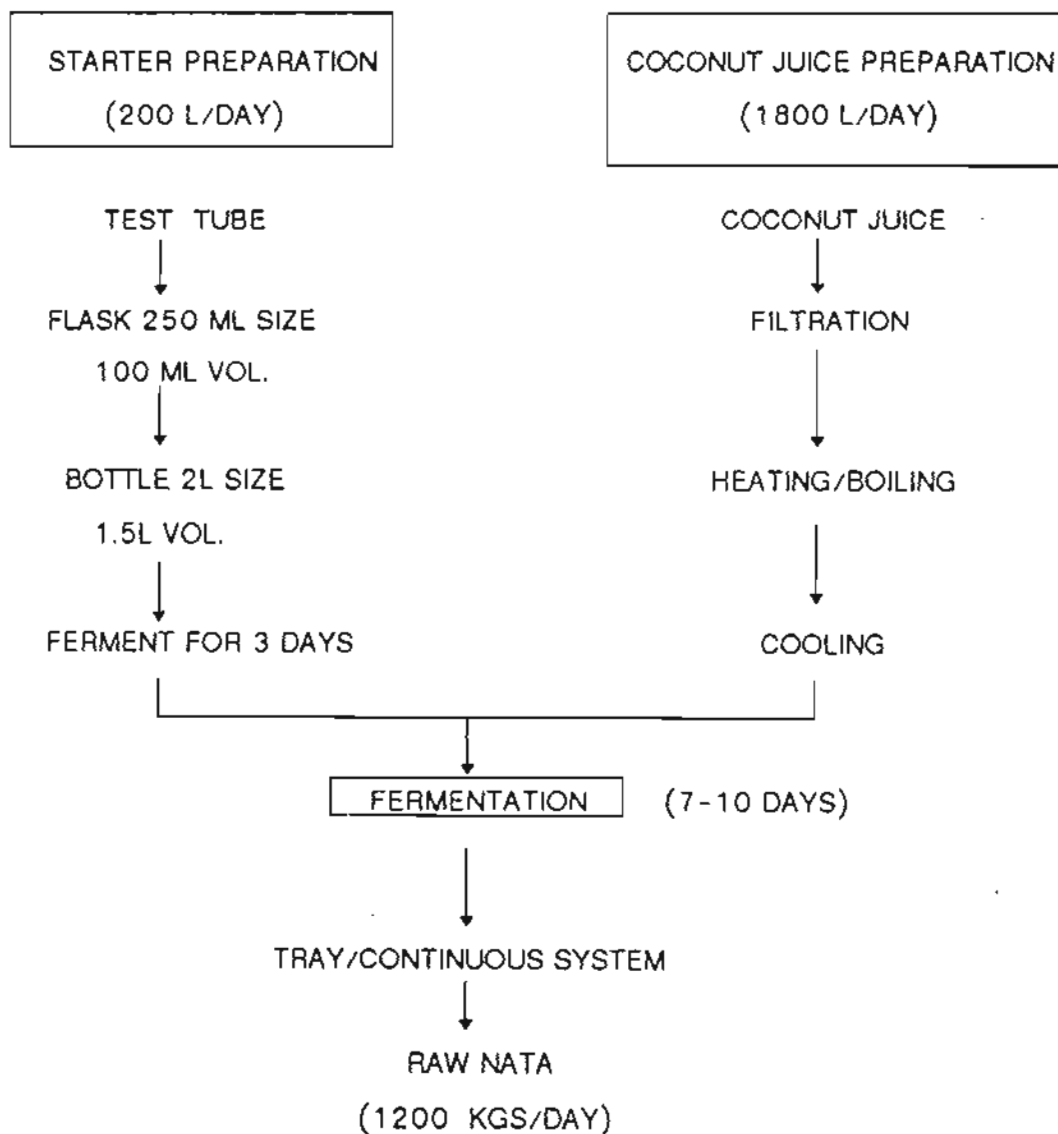 STARTER PREPARATION
(200 L/DAY)
TEST TUBE
FLASK 250 ML SIZE
100 ML VOL.
BOTTLE 2L SIZE
1.5L VOL.
FERMENT FOR 3 DAYS
COCONUT JUICE PREPARATION
(1800 L/DAY)
COCONUT JUICE
FILTRATION
HEATING/BOILING
COOLING
FERMENTATION (7-10 DAYS)
TRAY/CONTINUOUS SYSTEM
RAW NATA
(1200 KGS/DAY)